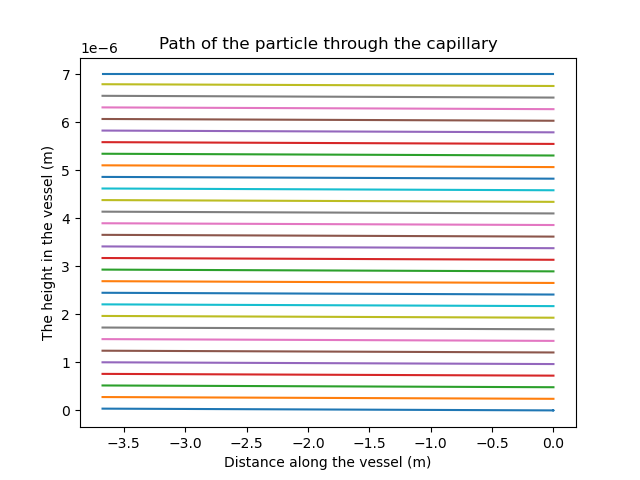 Path of the particle through the capillary
1e−6
7
6
5
4
3
2
1
0
The height in the vessel (m)
−3.5 −3.0 −2.5 −2.0 −1.5 −1.0 −0.5 0.0
Distance along the vessel (m)